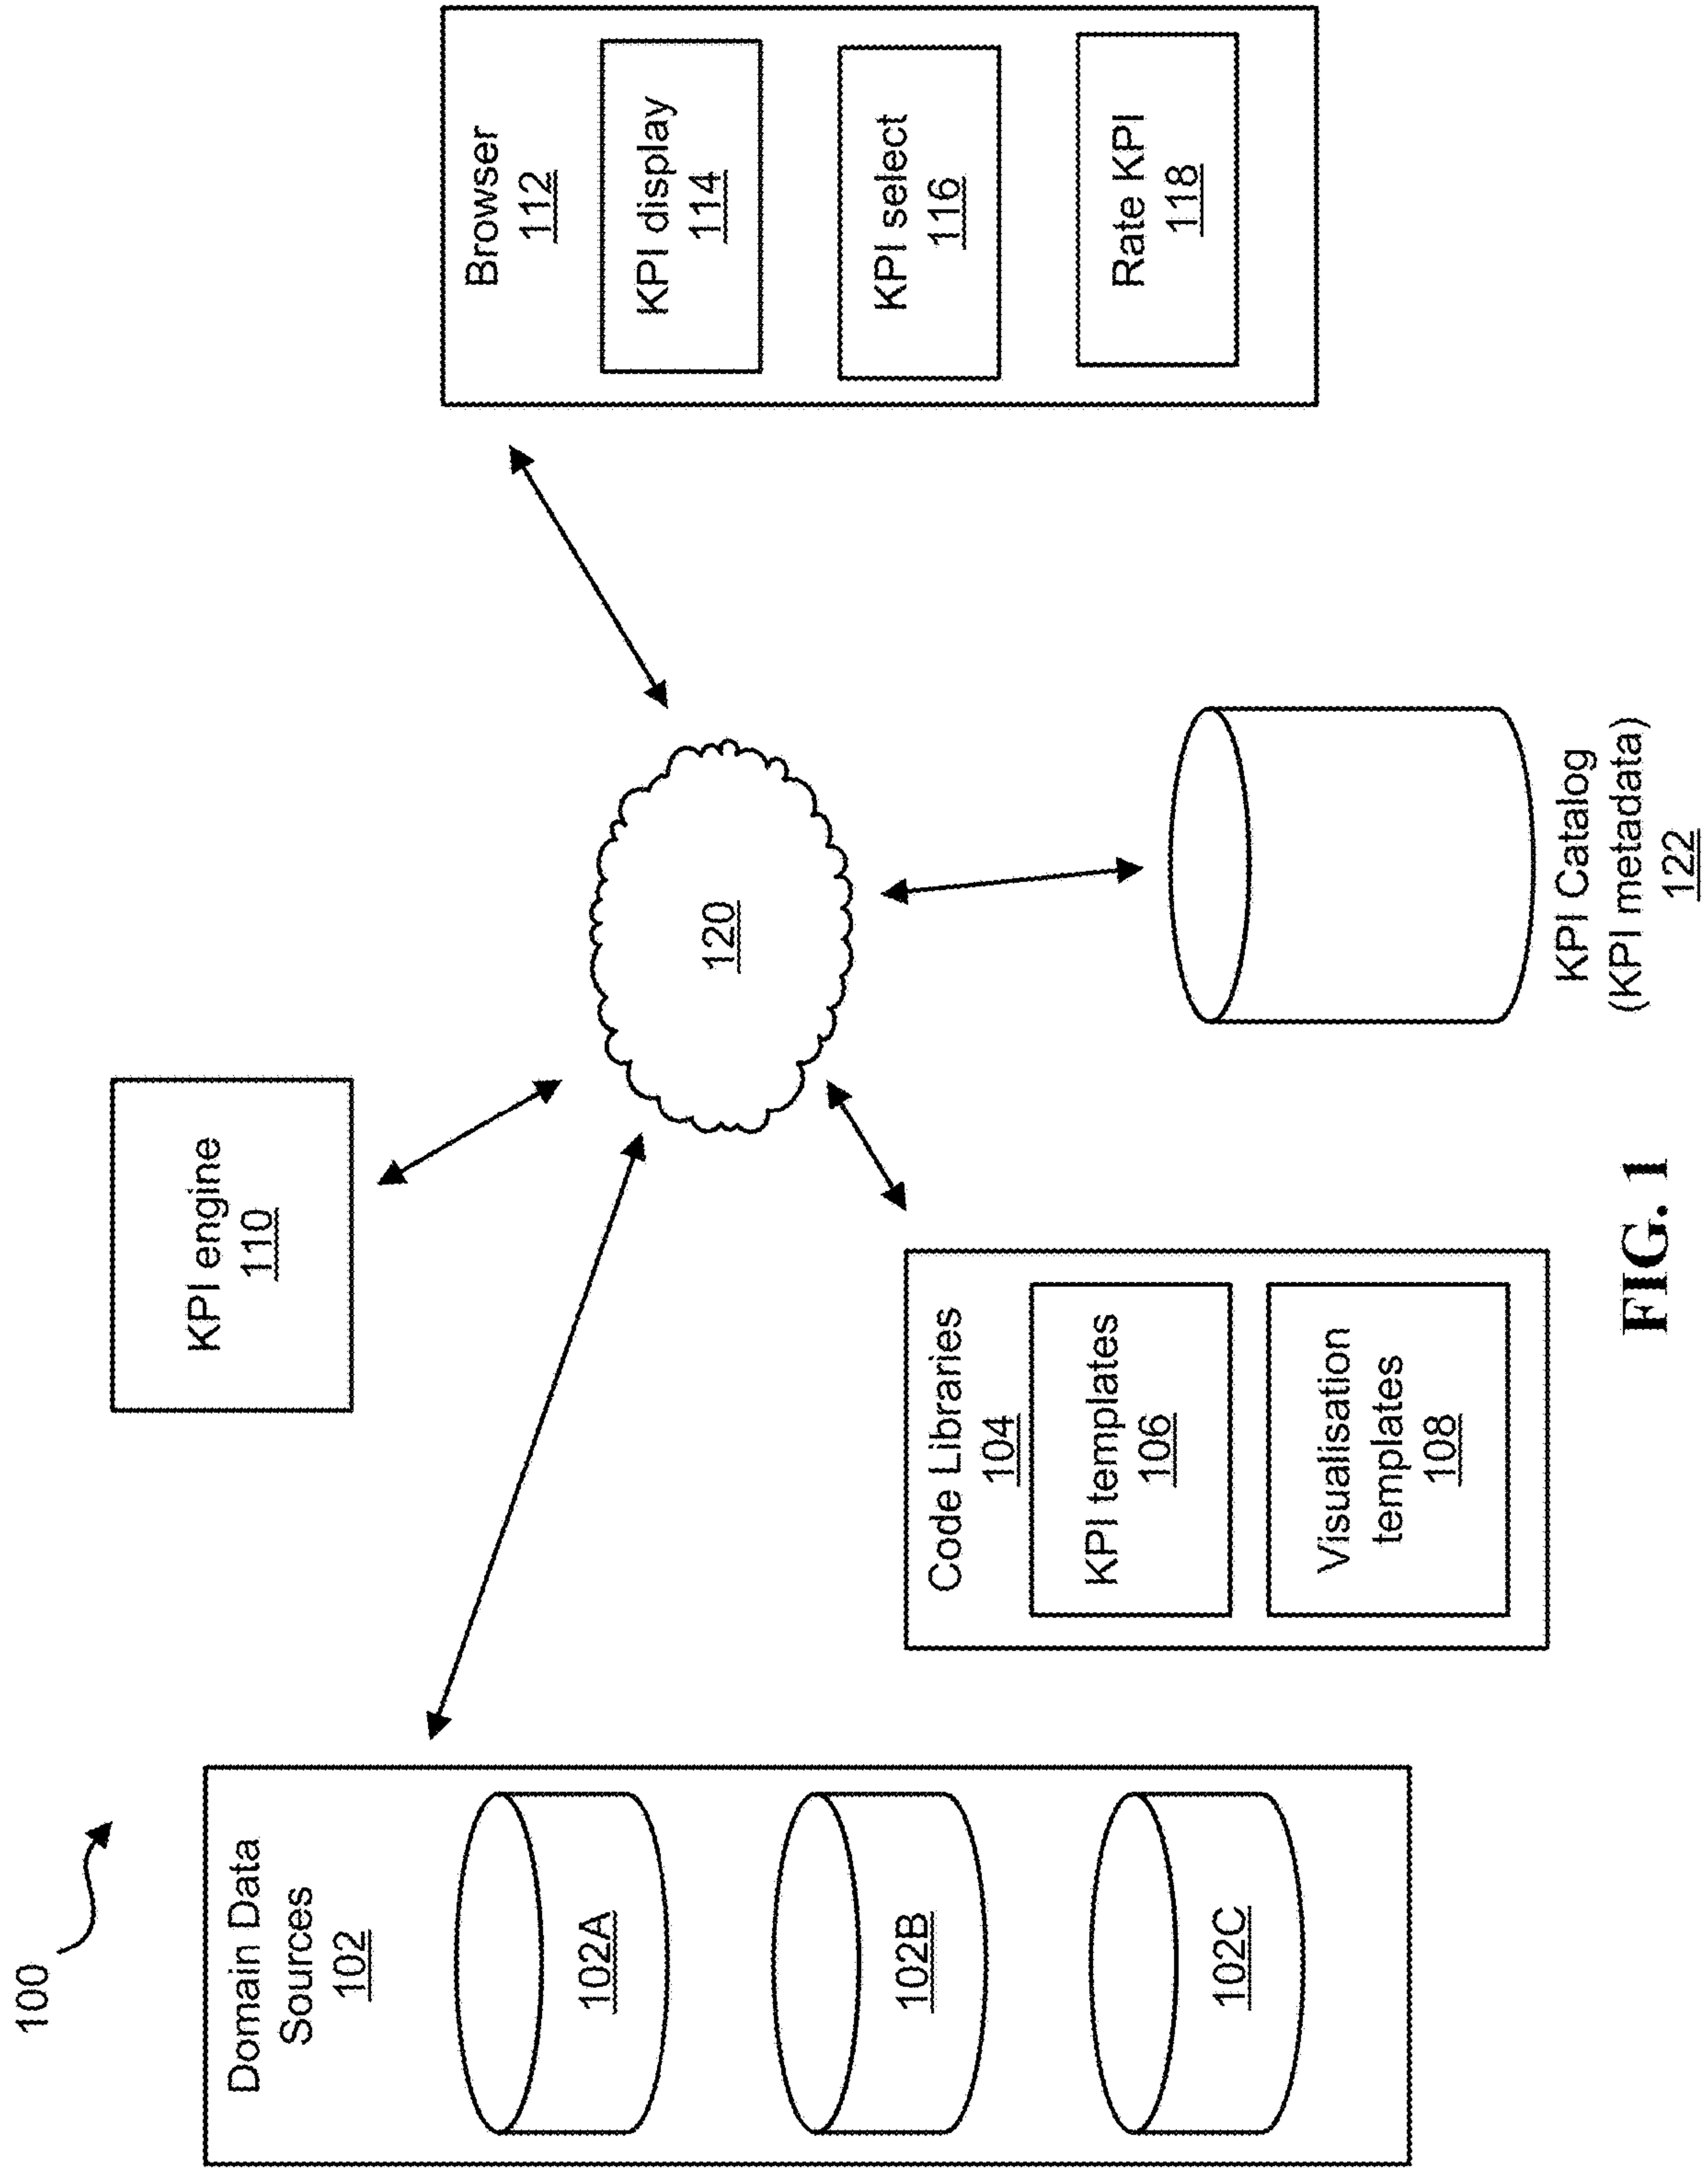 100
Domain Data
Sources
102
102A
102B
102C
KPI engine
110
Code Libraries
104
KPI templates
106
Visualisation
templates
108
120
KPI Catalog
(KPI metadata)
122
Browser
112
KPI display
114
KPI select
116
Rate KPI
118
FIG. 1